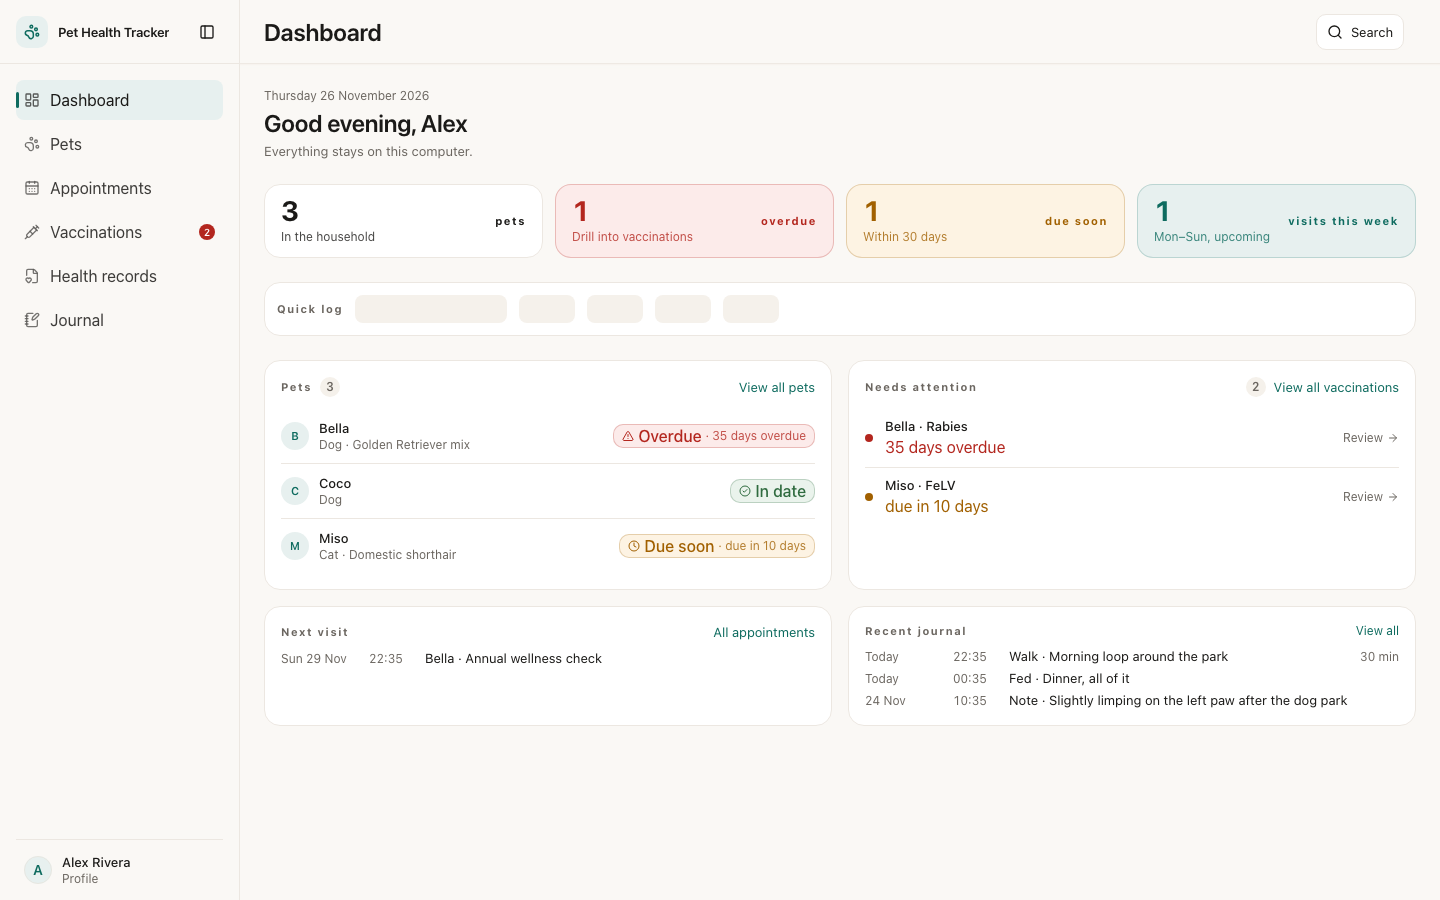 Pet Health Tracker
Dashboard
Search
Dashboard
Pets
Appointments
Vaccinations 2
Health records
Journal
Alex Rivera
Profile
Thursday 26 November 2026
Good evening, Alex
Everything stays on this computer.
3
In the household
pets
1
Drill into vaccinations
overdue
1
Within 30 days
due soon
1
Mon–Sun, upcoming
visits this week
Quick log
Pets 3 View all pets
B
Bella
Dog · Golden Retriever mix
Overdue · 35 days overdue
C
Coco
Dog
In date
M
Miso
Cat · Domestic shorthair
Due soon · due in 10 days
Needs attention 2 View all vaccinations
Bella · Rabies
35 days overdue
Review →
Miso · FeLV
due in 10 days
Review →
Next visit All appointments
Sun 29 Nov 22:35 Bella · Annual wellness check
Recent journal View all
Today 22:35 Walk · Morning loop around the park 30 min
Today 00:35 Fed · Dinner, all of it
24 Nov 10:35 Note · Slightly limping on the left paw after the dog park
A